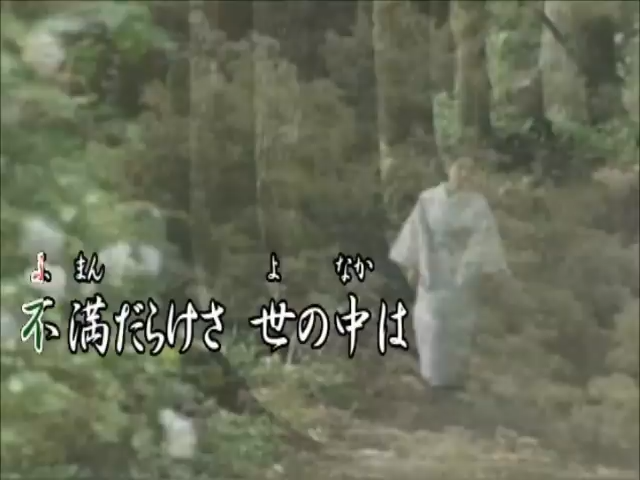 ふ まん よ なか
不満だらけさ 世の中は